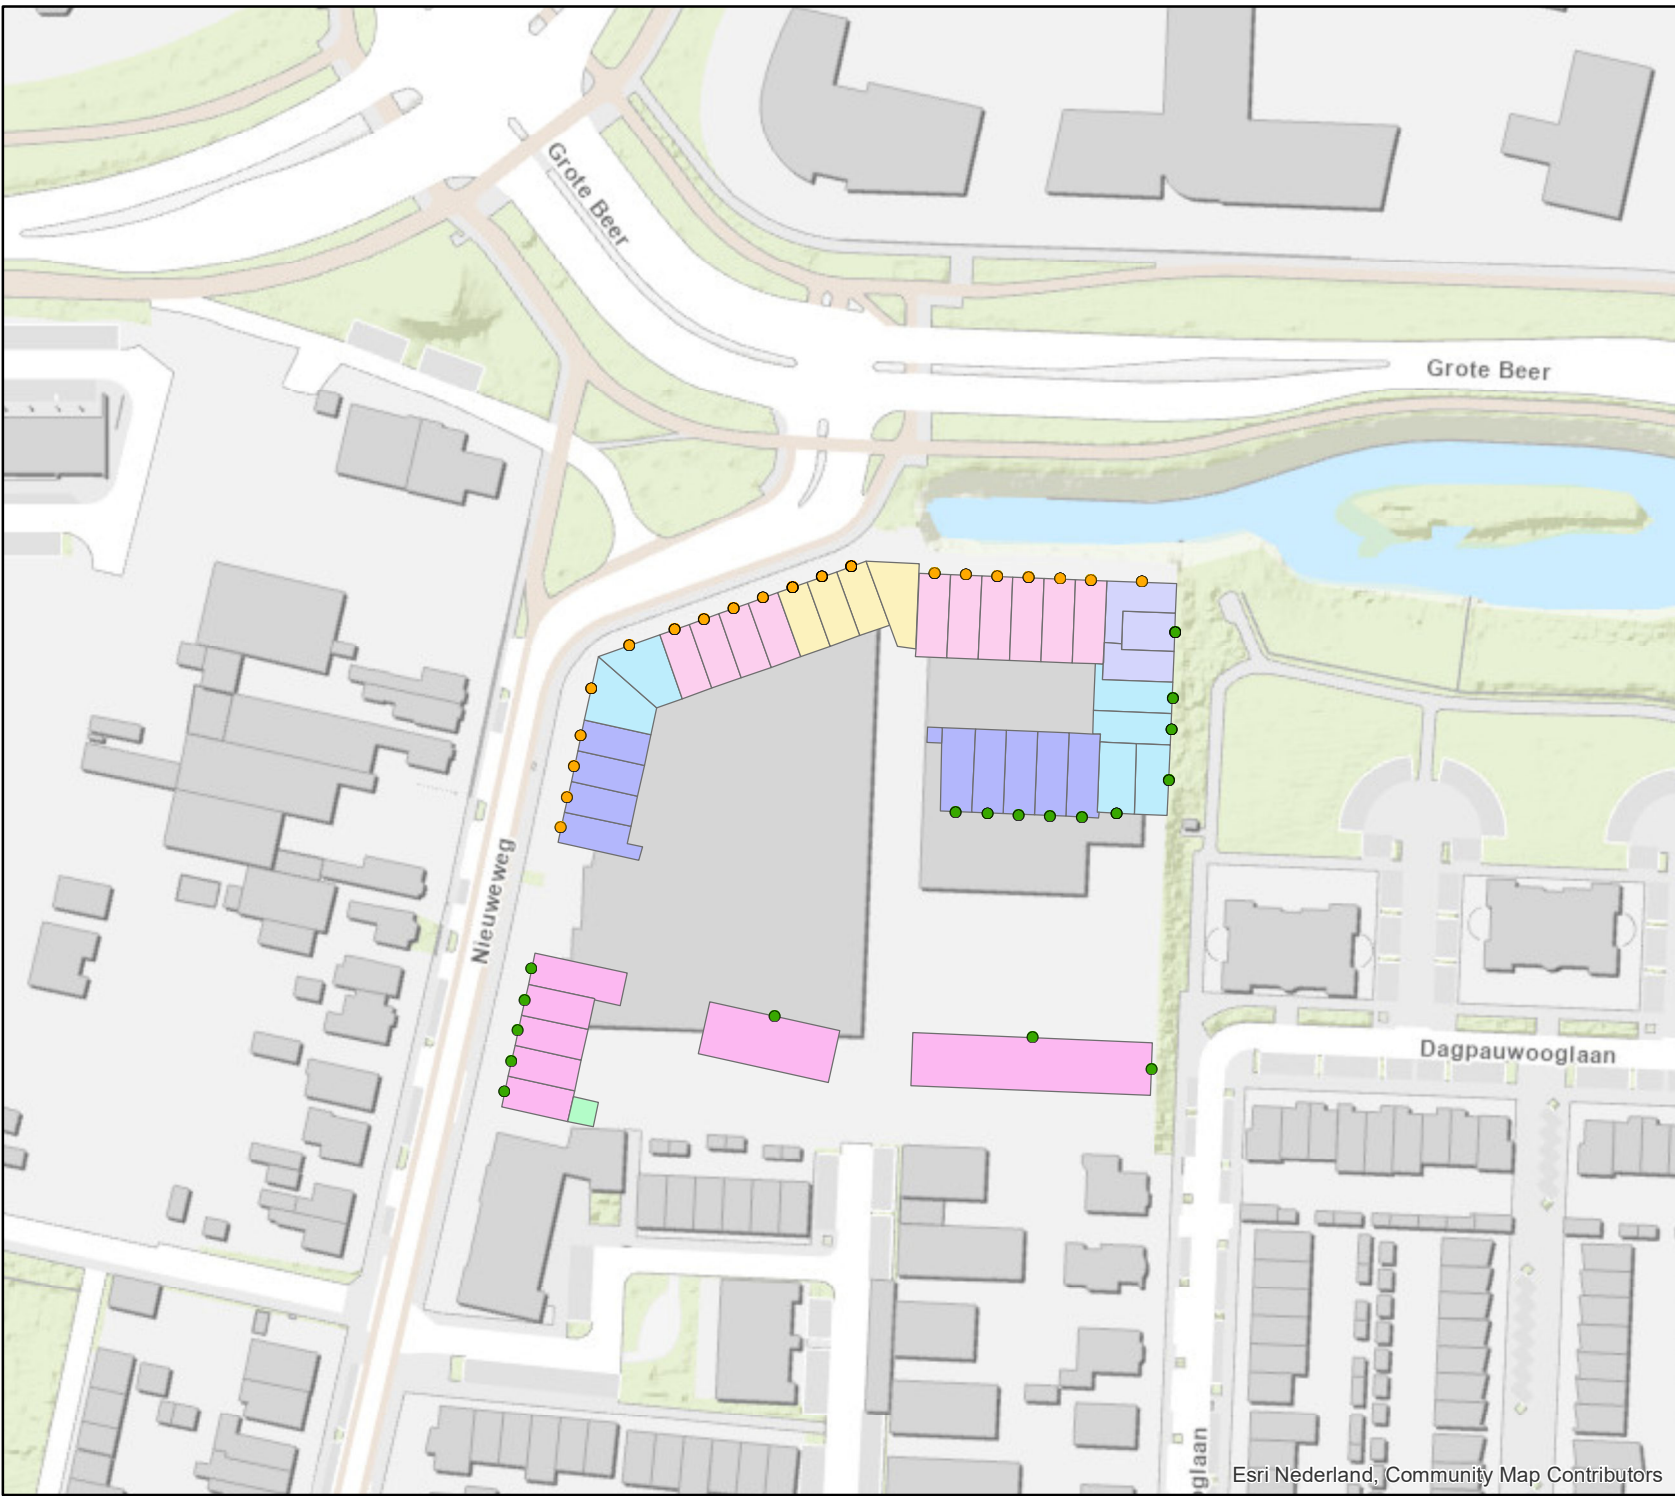 Grote Beer
Grote Beer
Nieuweweg
Dagpauwooglaan
oglaan
Esri Nederland, Community Map Contributors